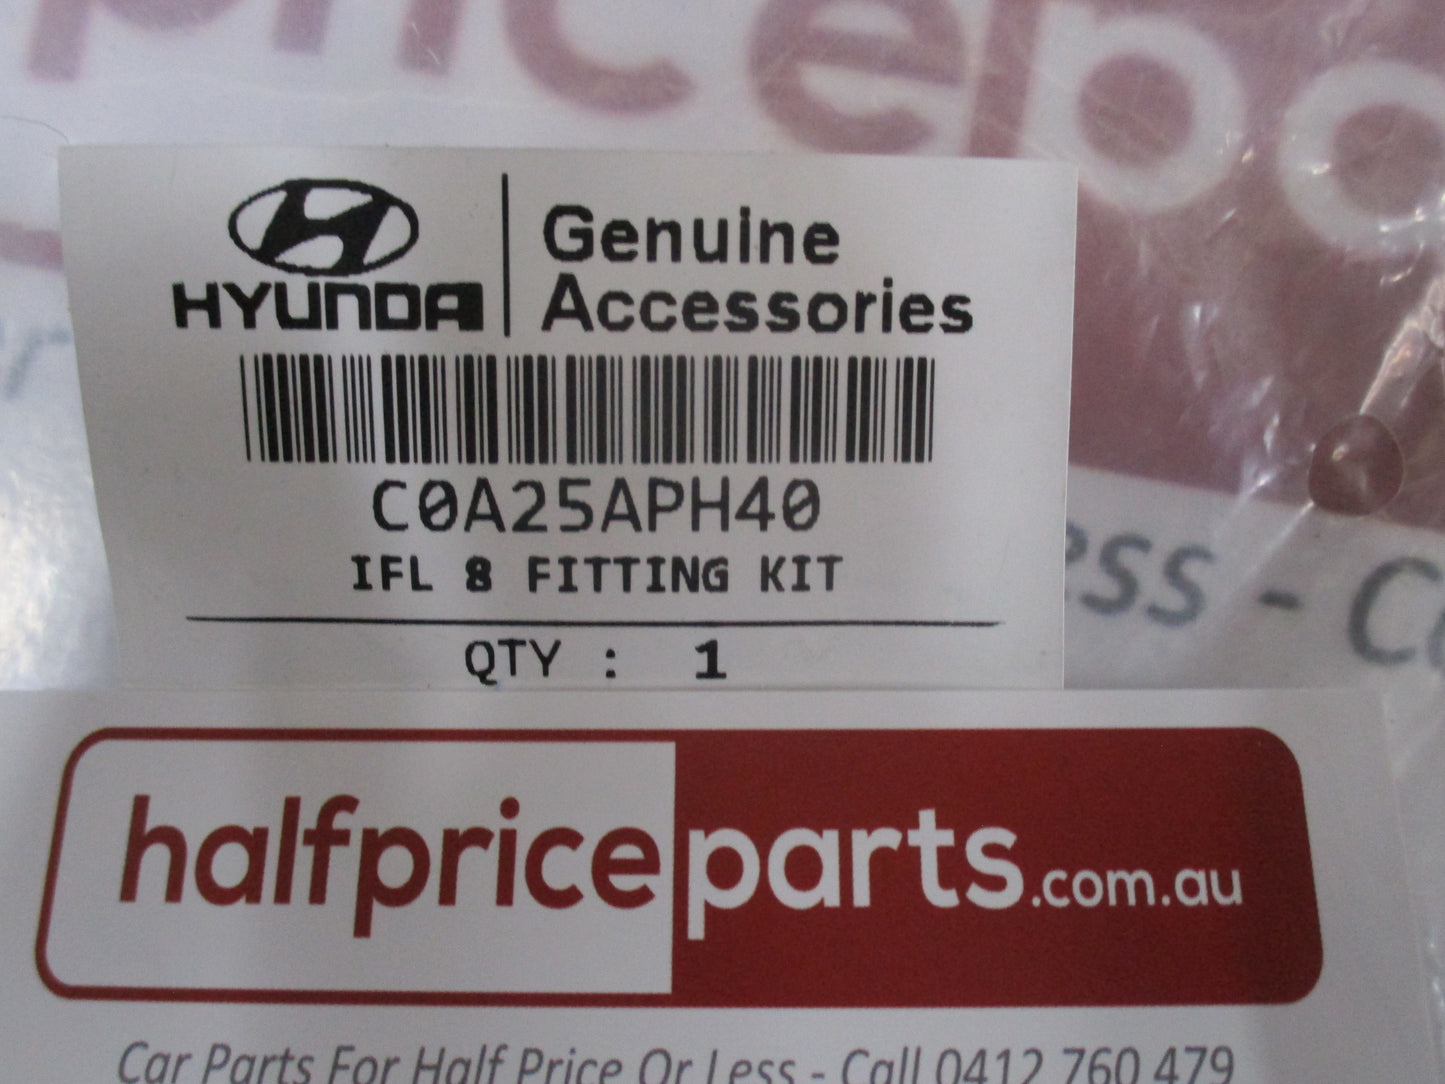 HYUNDAI
Genuine
Accessories
C0A25APH40
IFL 8 FITTING KIT
QTY : 1
halfpriceparts.com.au
Car Parts For Half Price Or Less - Call 0412 760 479